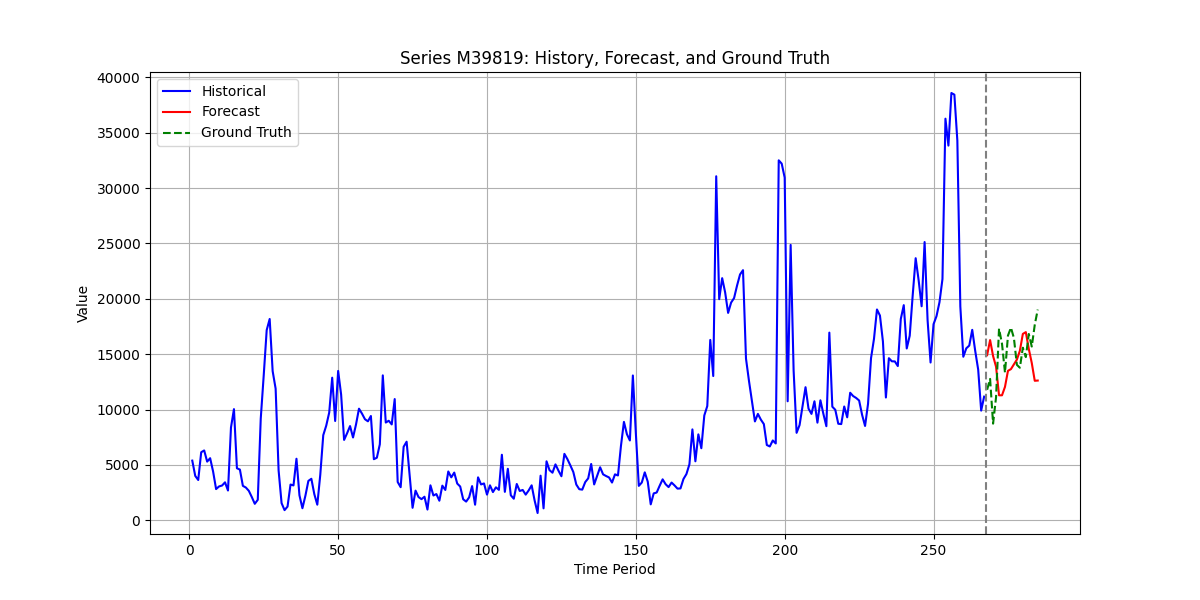 Series M39819: History, Forecast, and Ground Truth
Historical
Forecast
Ground Truth
Value
40000
35000
30000
25000
20000
15000
10000
5000
0
0 50 100 150 200 250
Time Period